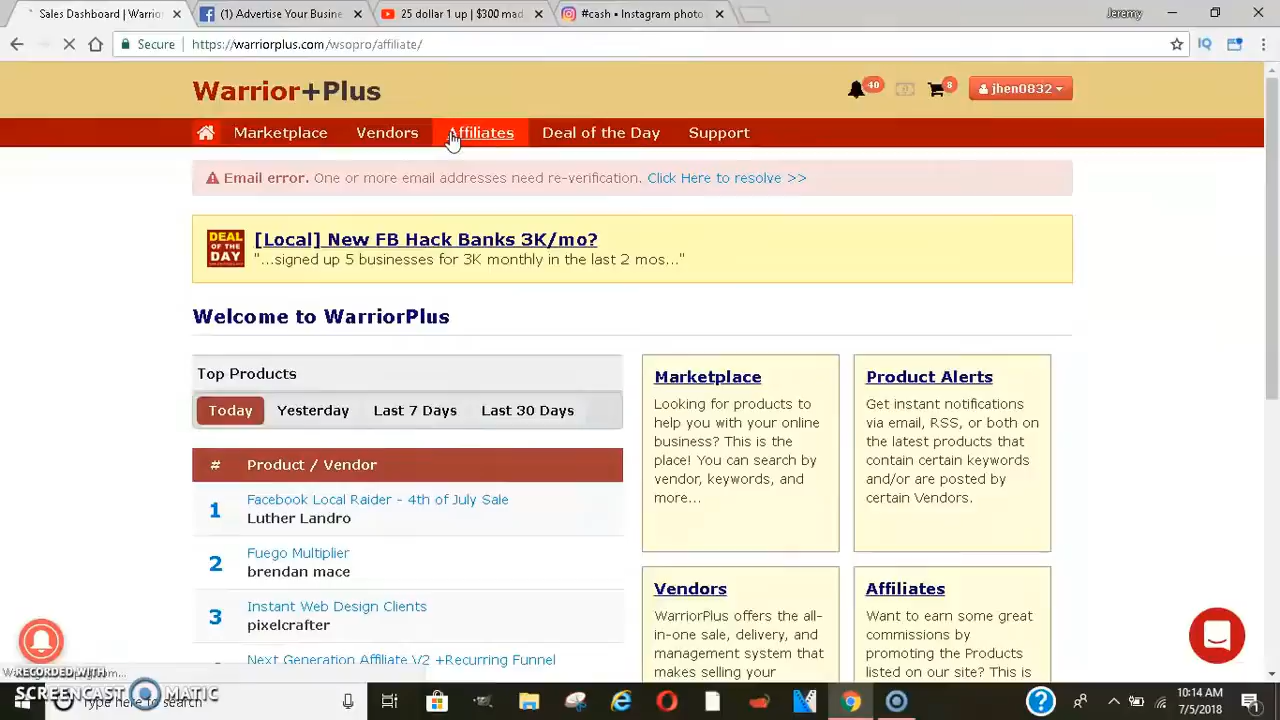 Sales Dashboard | Warrior
(1) Advertise Your Busine
25 dollar 1 up | $300 mad
#cash • Instagram photo
Jeremy
Secure
https://warriorplus.com/wsopro/affiliate/
Warrior+Plus
40
8
jhen0832
Marketplace
Vendors
Affiliates
Deal of the Day
Support
Email error. One or more email addresses need re-verification. Click Here to resolve >>
DEAL OF THE DAY
[Local] New FB Hack Banks 3K/mo?
"...signed up 5 businesses for 3K monthly in the last 2 mos..."
Welcome to WarriorPlus
Top Products
Today
Yesterday
Last 7 Days
Last 30 Days
# Product / Vendor
1 Facebook Local Raider - 4th of July Sale
Luther Landro
2 Fuego Multiplier
brendan mace
3 Instant Web Design Clients
pixelcrafter
Next Generation Affiliate V2 +Recurring Funnel
Marketplace
Looking for products to
help you with your online
business? This is the
place! You can search by
vendor, keywords, and
more...
Product Alerts
Get instant notifications
via email, RSS, or both on
the latest products that
contain certain keywords
and/or are posted by
certain Vendors.
Vendors
WarriorPlus offers the all-
in-one sale, delivery, and
management system that
makes selling your
Affiliates
Want to earn some great
commissions by
promoting the Products
listed on our site? This is
RECORDED WITH
SCREENCAST MATIC
Type here to search
10:14 AM
7/5/2018